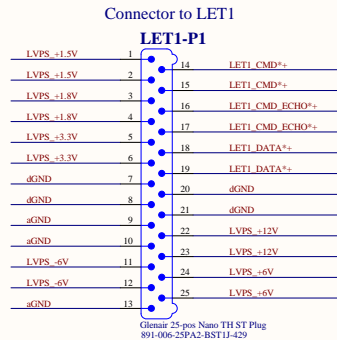 Connector to LET1
LET1-P1
LVPS_+1.5V 1
14 LET1_CMD*+
LVPS_+1.5V 2
15 LET1_CMD*+
LVPS_+1.8V 3
16 LET1_CMD_ECHO*+
LVPS_+1.8V 4
17 LET1_CMD_ECHO*+
LVPS_+3.3V 5
18 LET1_DATA*+
LVPS_+3.3V 6
19 LET1_DATA*+
dGND 7
20 dGND
dGND 8
21 dGND
aGND 9
22 LVPS_+12V
aGND 10
23 LVPS_+12V
LVPS_-6V 11
24 LVPS_+6V
LVPS_-6V 12
25 LVPS_+6V
aGND 13
Glenair 25-pos Nano TH ST Plug
891-006-25PA2-BST1J-429